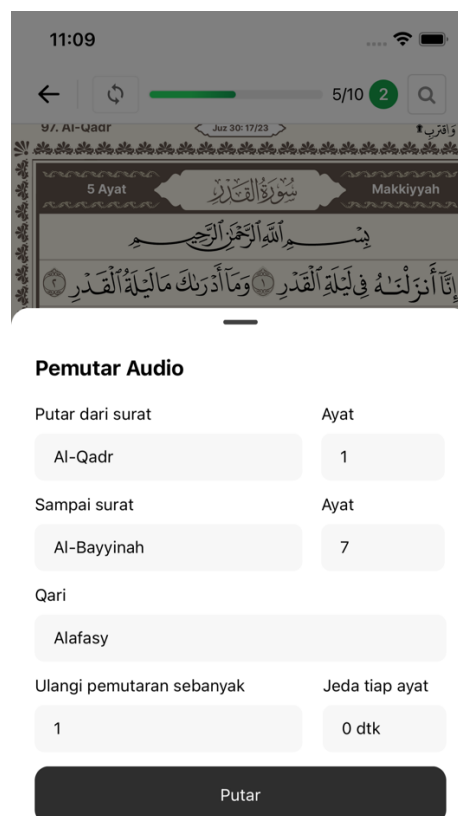 11:09
5/10 2
97. Al-Qadr Juz 30: 17/23 وَاقْتَرِبْ
5 Ayat سُورَةُ الْقَدْرِ Makkiyyah
بِسْمِ اللَّهِ الرَّحْمَٰنِ الرَّحِيمِ
إِنَّا أَنزَلْنَٰهُ فِي لَيْلَةِ الْقَدْرِ ١ وَمَا أَدْرَىٰكَ مَا لَيْلَةُ الْقَدْرِ ٢
Pemutar Audio
Putar dari surat Ayat
Al-Qadr 1
Sampai surat Ayat
Al-Bayyinah 7
Qari
Alafasy
Ulangi pemutaran sebanyak Jeda tiap ayat
1 0 dtk
Putar